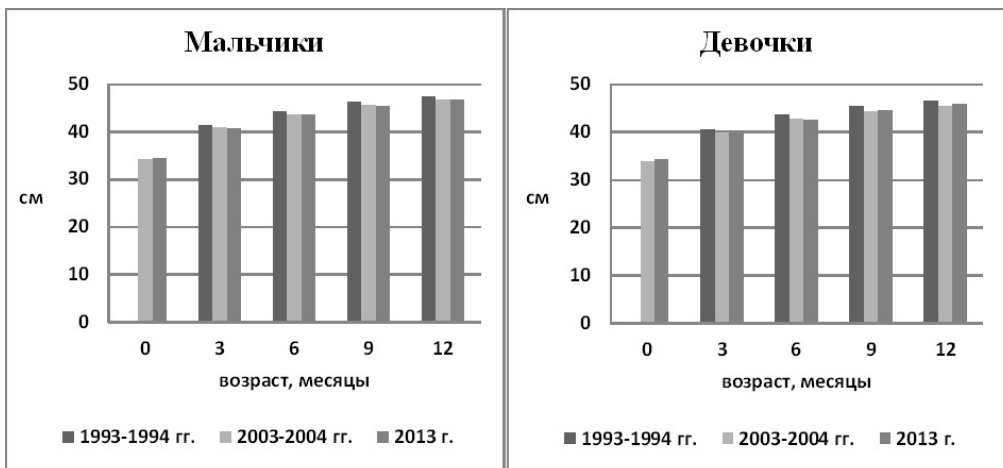 Мальчики
50
40
30
20
10
0
см
0 3 6 9 12
возраст, месяцы
1993-1994 гг. 2003-2004 гг. 2013 г.
Девочки
50
40
30
20
10
0
см
0 3 6 9 12
возраст, месяцы
1993-1994 гг. 2003-2004 гг. 2013 г.